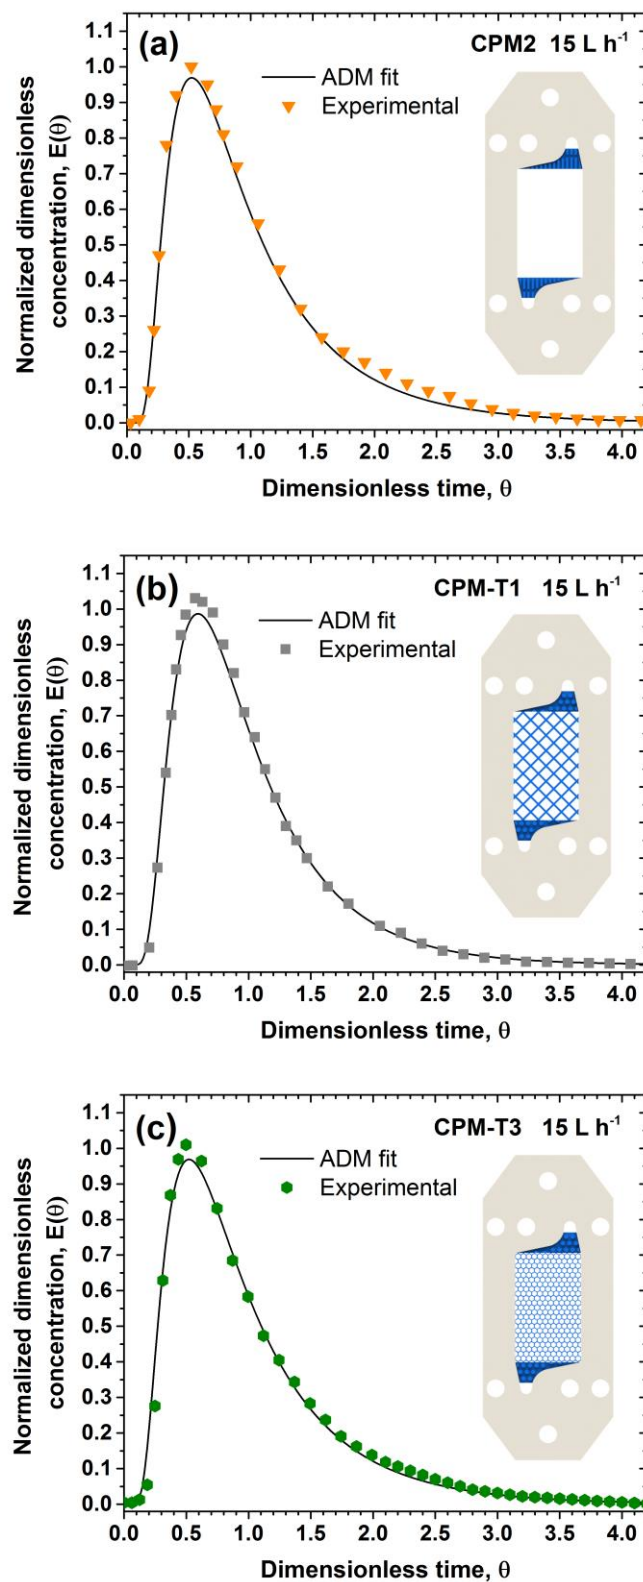 (a)
CPM2 15 L h-1
ADM fit
Experimental
Normalized dimensionless
concentration, E(θ)
1.1
1.0
0.9
0.8
0.7
0.6
0.5
0.4
0.3
0.2
0.1
0.0
0.0 0.5 1.0 1.5 2.0 2.5 3.0 3.5 4.0
Dimensionless time, θ
(b)
CPM-T1 15 L h-1
ADM fit
Experimental
Normalized dimensionless
concentration, E(θ)
1.1
1.0
0.9
0.8
0.7
0.6
0.5
0.4
0.3
0.2
0.1
0.0
0.0 0.5 1.0 1.5 2.0 2.5 3.0 3.5 4.0
Dimensionless time, θ
(c)
CPM-T3 15 L h-1
ADM fit
Experimental
Normalized dimensionless
concentration, E(θ)
1.1
1.0
0.9
0.8
0.7
0.6
0.5
0.4
0.3
0.2
0.1
0.0
0.0 0.5 1.0 1.5 2.0 2.5 3.0 3.5 4.0
Dimensionless time, θ